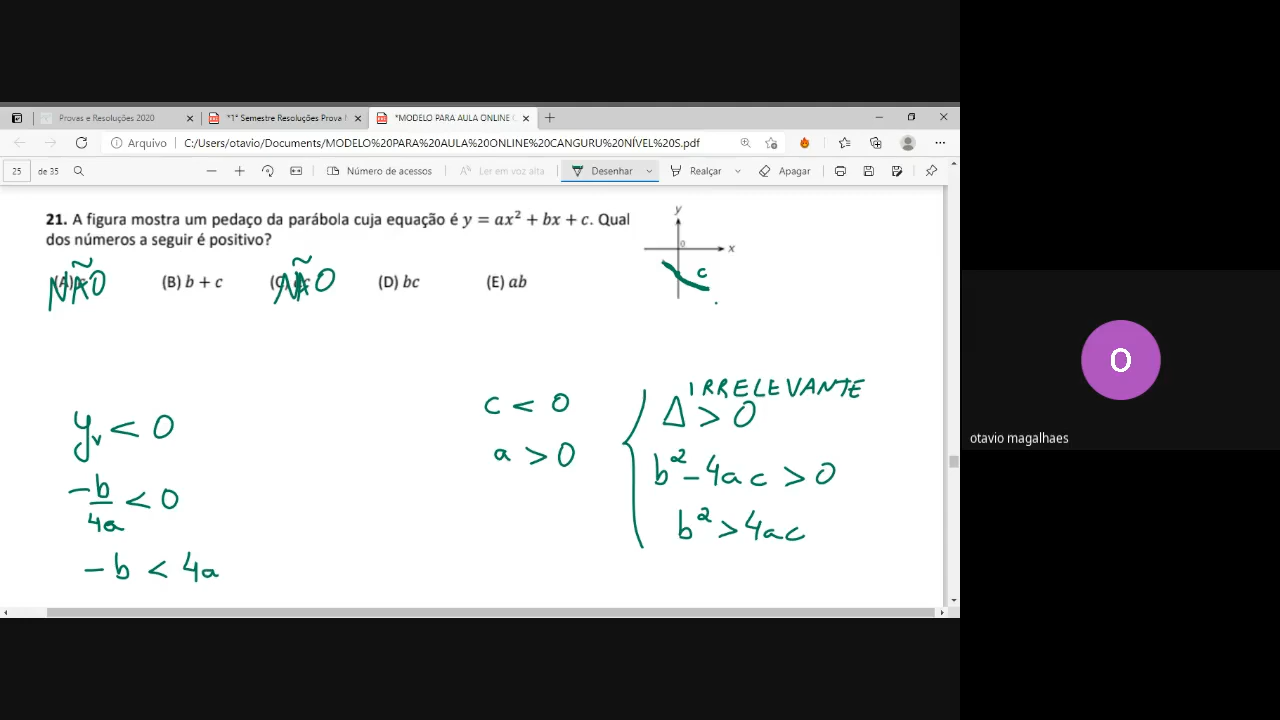 Provas e Resoluções 2020
*1° Semestre Resoluções Prova
*MODELO PARA AULA ONLINE C
Arquivo
C:/Users/otavio/Documents/MODELO%20PARA%20AULA%20ONLINE%20CANGURU%20NÍVEL%20S.pdf
25 de 35
Número de acessos
Ler em voz alta
Desenhar
Realçar
Apagar
21. A figura mostra um pedaço da parábola cuja equação é y = ax² + bx + c. Qual
dos números a seguir é positivo?
NÃO (B) b + c NÃO (D) bc (E) ab
y
0
x
c
IRRELEVANTE
c < 0
Δ > 0
yv < 0
a > 0
b² - 4ac > 0
-b/4a < 0
b² > 4ac
-b < 4a
O
otavio magalhaes